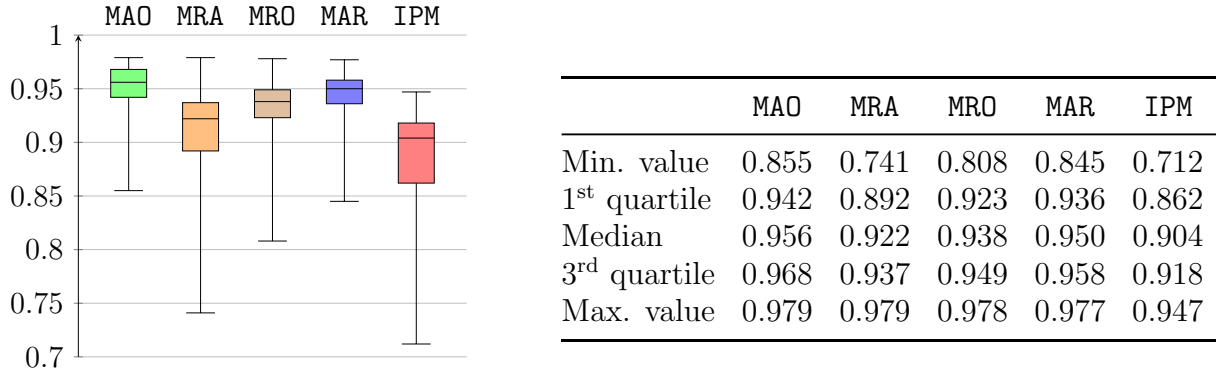 MAO MRA MRO MAR IPM
1
0.95
0.9
0.85
0.8
0.75
0.7
MAO MRA MRO MAR IPM
Min. value 0.855 0.741 0.808 0.845 0.712
1st quartile 0.942 0.892 0.923 0.936 0.862
Median 0.956 0.922 0.938 0.950 0.904
3rd quartile 0.968 0.937 0.949 0.958 0.918
Max. value 0.979 0.979 0.978 0.977 0.947